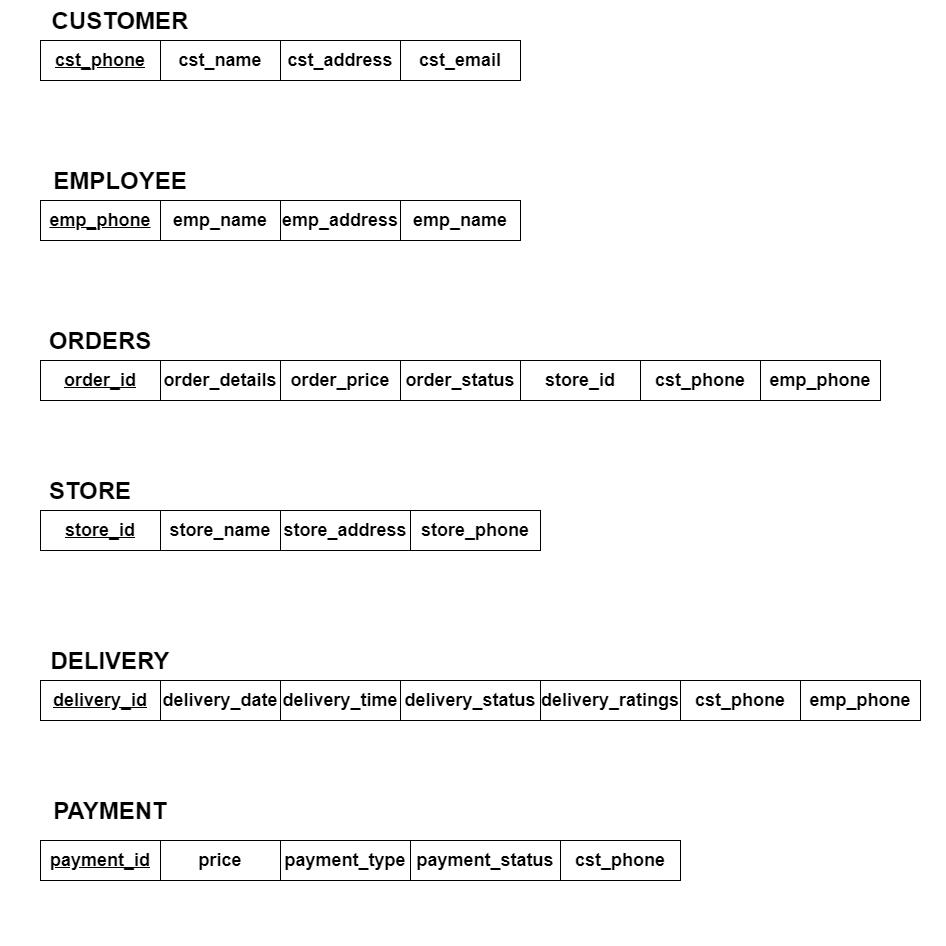 CUSTOMER
cst_phone cst_name cst_address cst_email
EMPLOYEE
emp_phone emp_name emp_address emp_name
ORDERS
order_id order_details order_price order_status store_id cst_phone emp_phone
STORE
store_id store_name store_address store_phone
DELIVERY
delivery_id delivery_date delivery_time delivery_status delivery_ratings cst_phone emp_phone
PAYMENT
payment_id price payment_type payment_status cst_phone